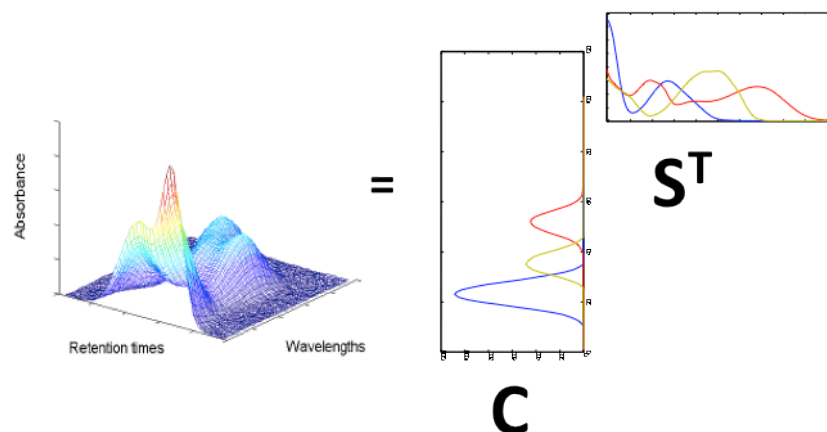 Absorbance
Retention times
Wavelengths
=
C
S^T